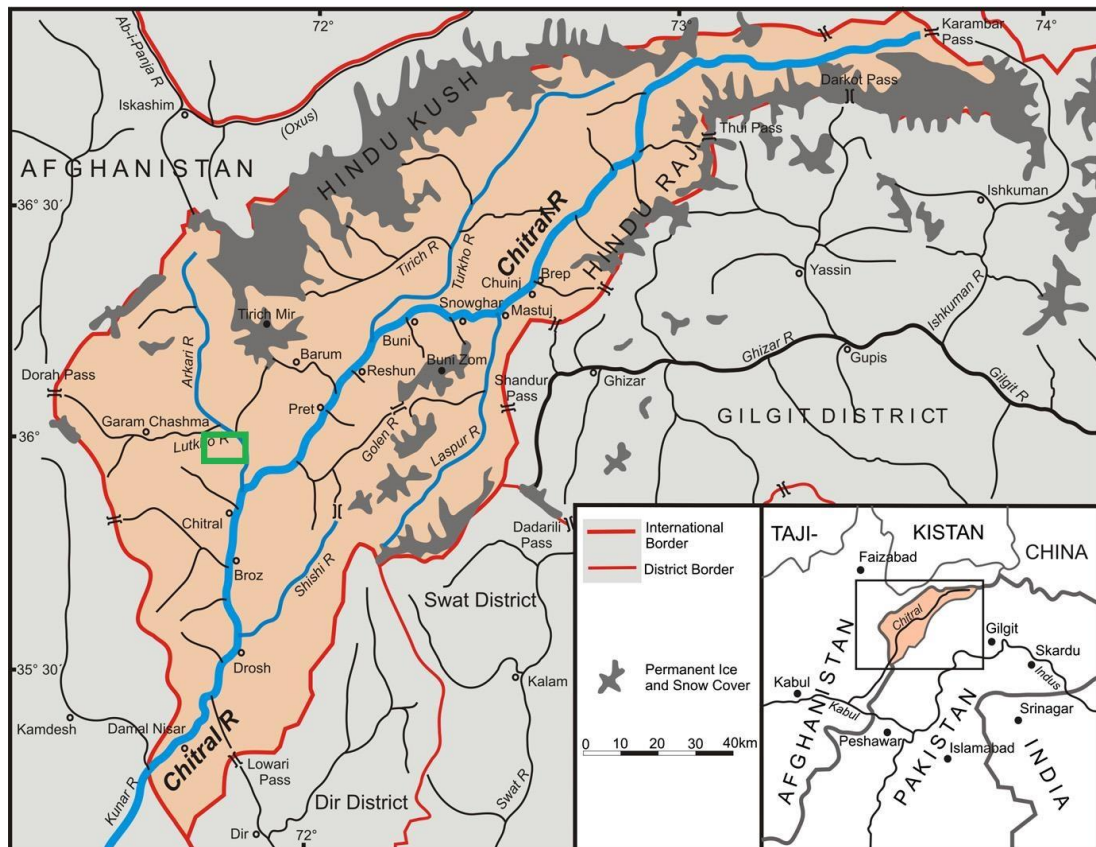 72°
73°
74°
Karambar
Pass
Ab-i-Panja R
Iskashim
(Oxus)
Darkot Pass
HINDU KUSH
Thui Pass
AFGHANISTAN
HINDU RAJ
Ishkuman
36° 30´
Chitral R
Tirich R
Turkho R
Yassin
Brep
Chuinj
Ishkuman R
Snowghar
Mastuj
Tirich Mir
Arkari R
Buni
Ghizar R
Gupis
Barum
Buni Zom
Dorah Pass
Reshun
Shandur
Pass
Ghizar
Gilgit R
Pret
Garam Chashma
Golen R
Laspur R
GILGIT DISTRICT
36°
Chitral
Dadarili
Pass
Broz
Shishi R
Swat District
35° 30´
Drosh
Kalam
Kamdesh
Damal Nisar
Chitral R
Lowari
Pass
Kunar R
Swat R
Dir District
Dir
72°
International
Border
District Border
Permanent Ice
and Snow Cover
0 10 20 30 40km
TAJI-
KISTAN
CHINA
Faizabad
Chitral
Gilgit
Skardu
Indus
Kabul
Kabul
Srinagar
Peshawar
Islamabad
AFGHANISTAN
PAKISTAN
INDIA